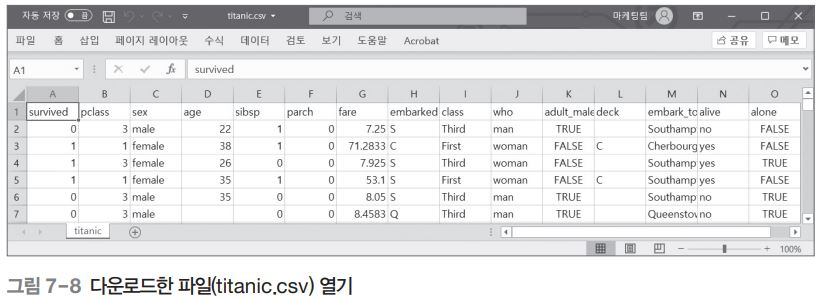 자동 저장 titanic.csv 검색 마케팅팀
파일 홈 삽입 페이지 레이아웃 수식 데이터 검토 보기 도움말 Acrobat 공유 메모
A1 fx survived
A B C D E F G H I J K L M N O
1 survived pclass sex age sibsp parch fare embarked class who adult_male deck embark_to alive alone
2 0 3 male 22 1 0 7.25 S Third man TRUE Southamp no FALSE
3 1 1 female 38 1 0 71.2833 C First woman FALSE C Cherbourg yes FALSE
4 1 3 female 26 0 0 7.925 S Third woman FALSE Southamp yes TRUE
5 1 1 female 35 1 0 53.1 S First woman FALSE C Southamp yes FALSE
6 0 3 male 35 0 0 8.05 S Third man TRUE Southamp no TRUE
7 0 3 male 0 0 8.4583 Q Third man TRUE Queenstov no TRUE
titanic
100%
그림 7-8 다운로드한 파일(titanic.csv) 열기